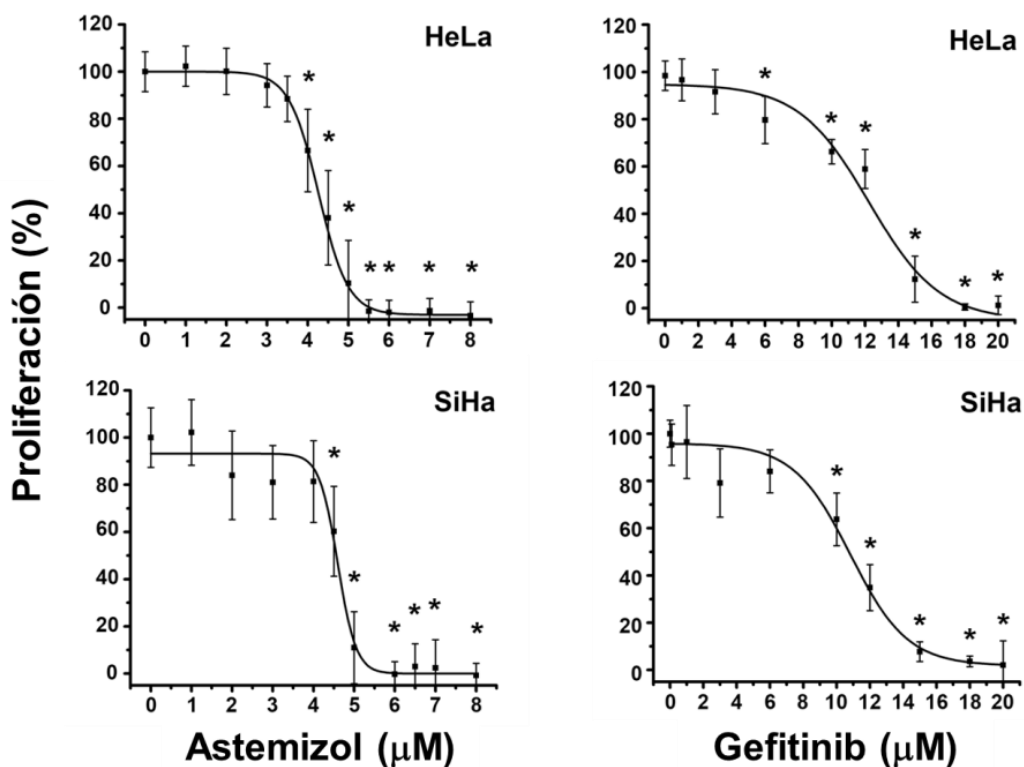 Proliferación (%)
HeLa
120
100
80
60
40
20
0
0 1 2 3 4 5 6 7 8
* * * * * * *
HeLa
120
100
80
60
40
20
0
0 2 4 6 8 10 12 14 16 18 20
* * * * * *
SiHa
120
100
80
60
40
20
0
0 1 2 3 4 5 6 7 8
* * * * * *
Astemizol (μM)
SiHa
120
100
80
60
40
20
0
0 2 4 6 8 10 12 14 16 18 20
* * * * *
Gefitinib (μM)